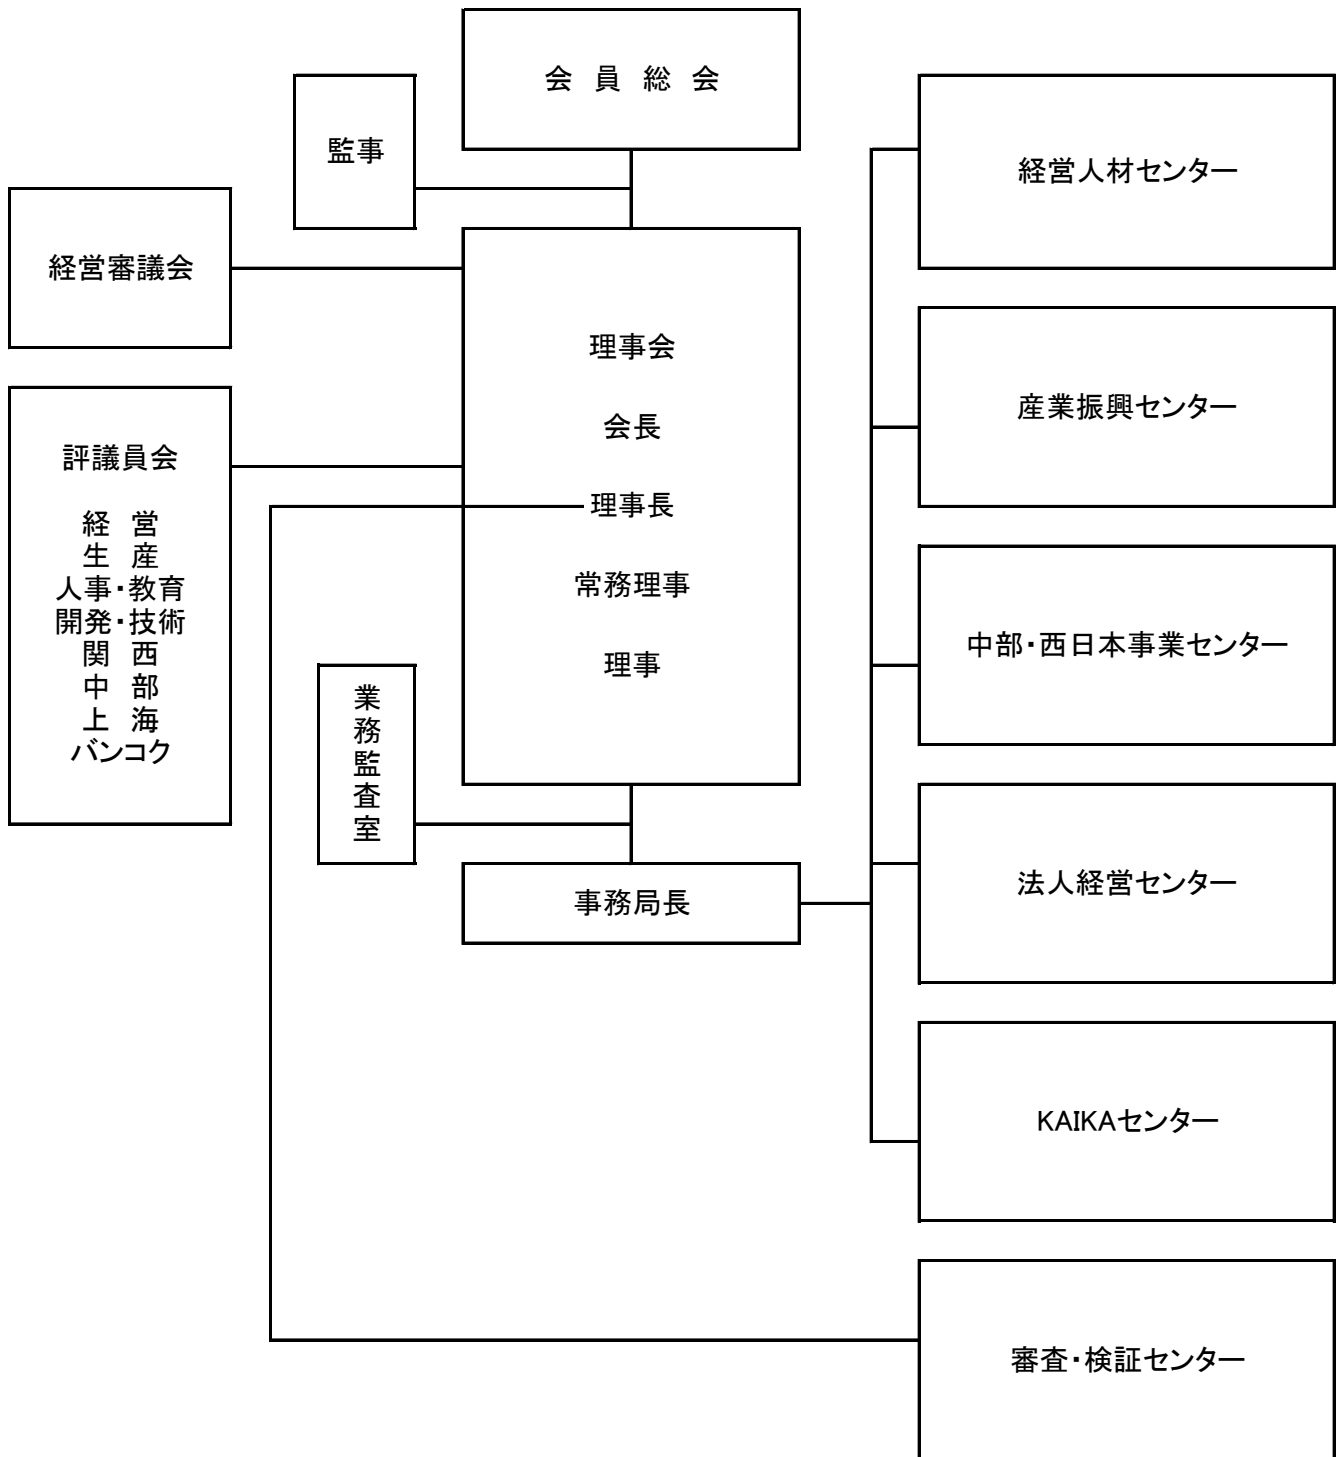 会 員 総 会
監事
経営審議会
評議員会
経 営
生 産
人事・教育
開発・技術
関 西
中 部
上 海
バンコク
理事会
会長
理事長
常務理事
理事
業務監査室
事務局長
経営人材センター
産業振興センター
中部・西日本事業センター
法人経営センター
KAIKAセンター
審査・検証センター